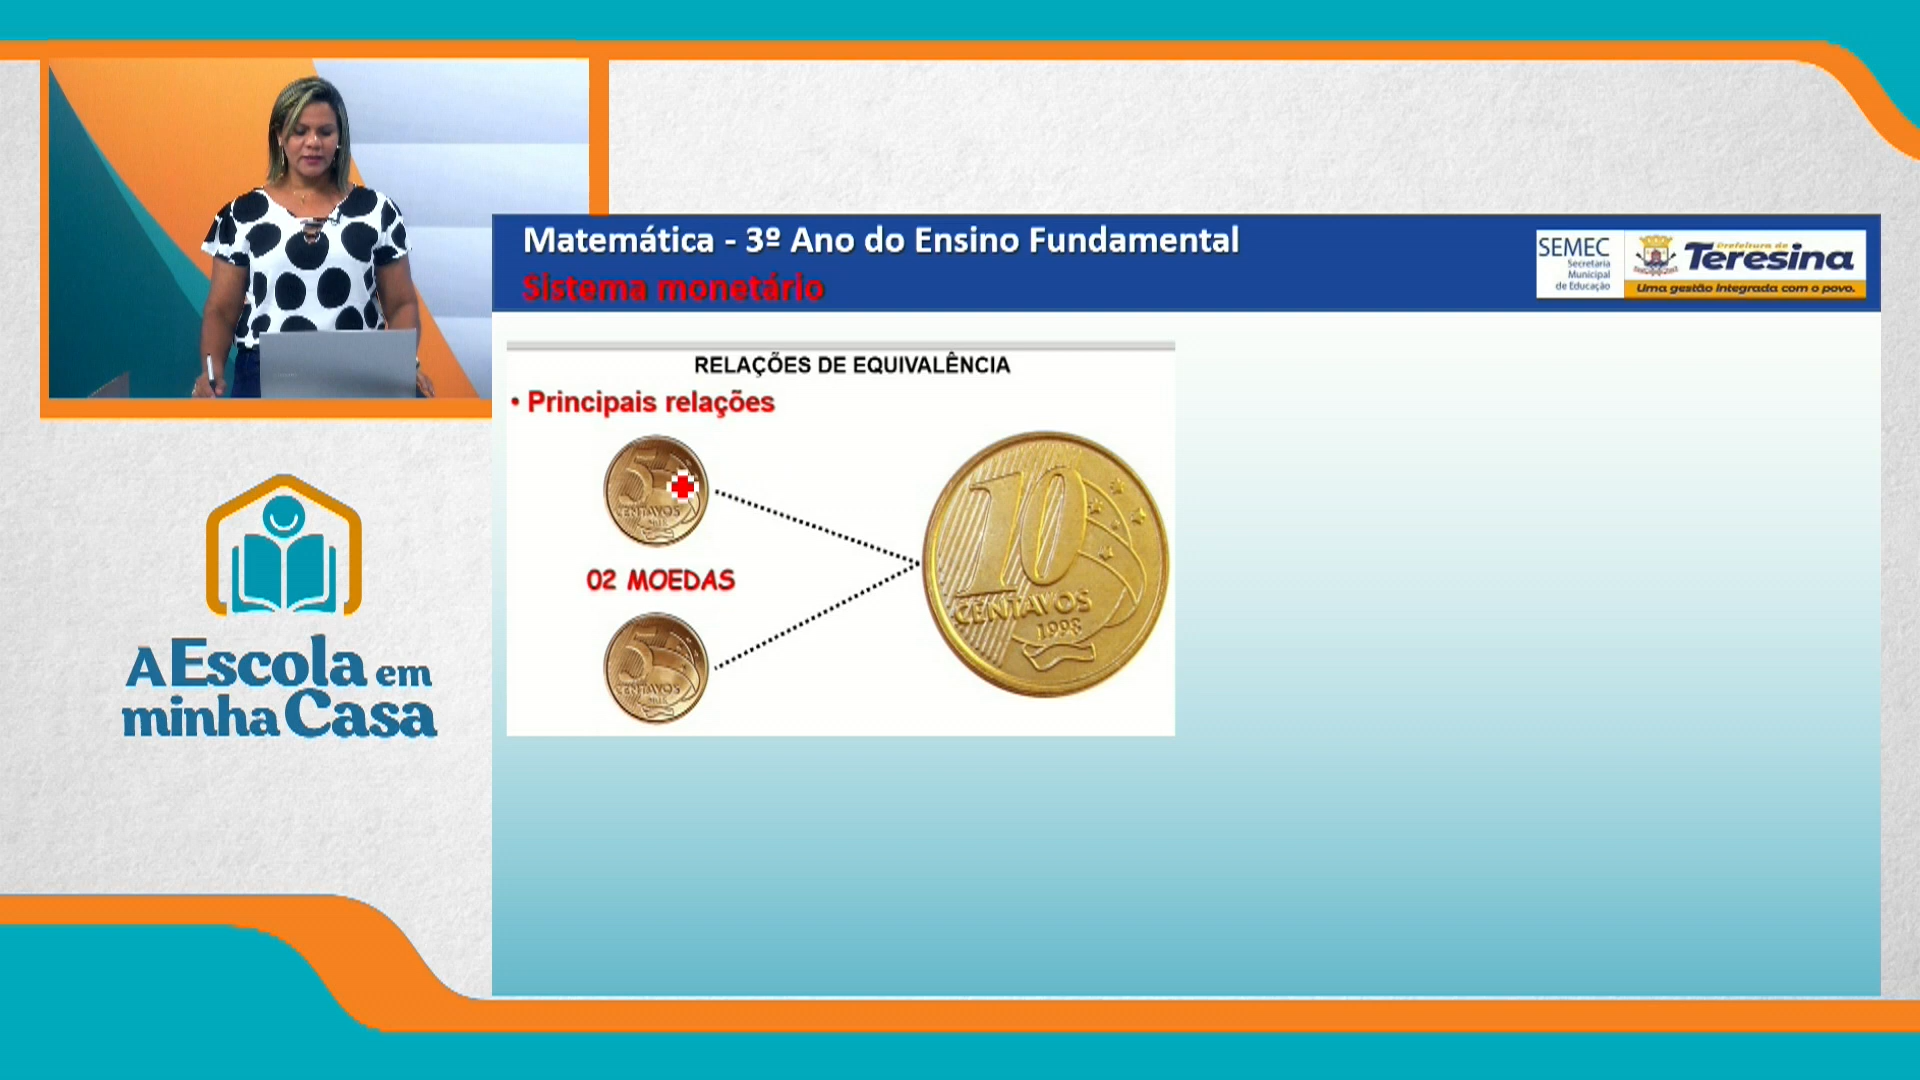 Matemática - 3º Ano do Ensino Fundamental
Sistema monetário
SEMEC
Secretaria
Municipal
de Educação
Prefeitura de
Teresina
Uma gestão integrada com o povo.
RELAÇÕES DE EQUIVALÊNCIA
• Principais relações
5
CENTAVOS
02 MOEDAS
5
CENTAVOS
10
CENTAVOS
1998
A Escola em
minha Casa